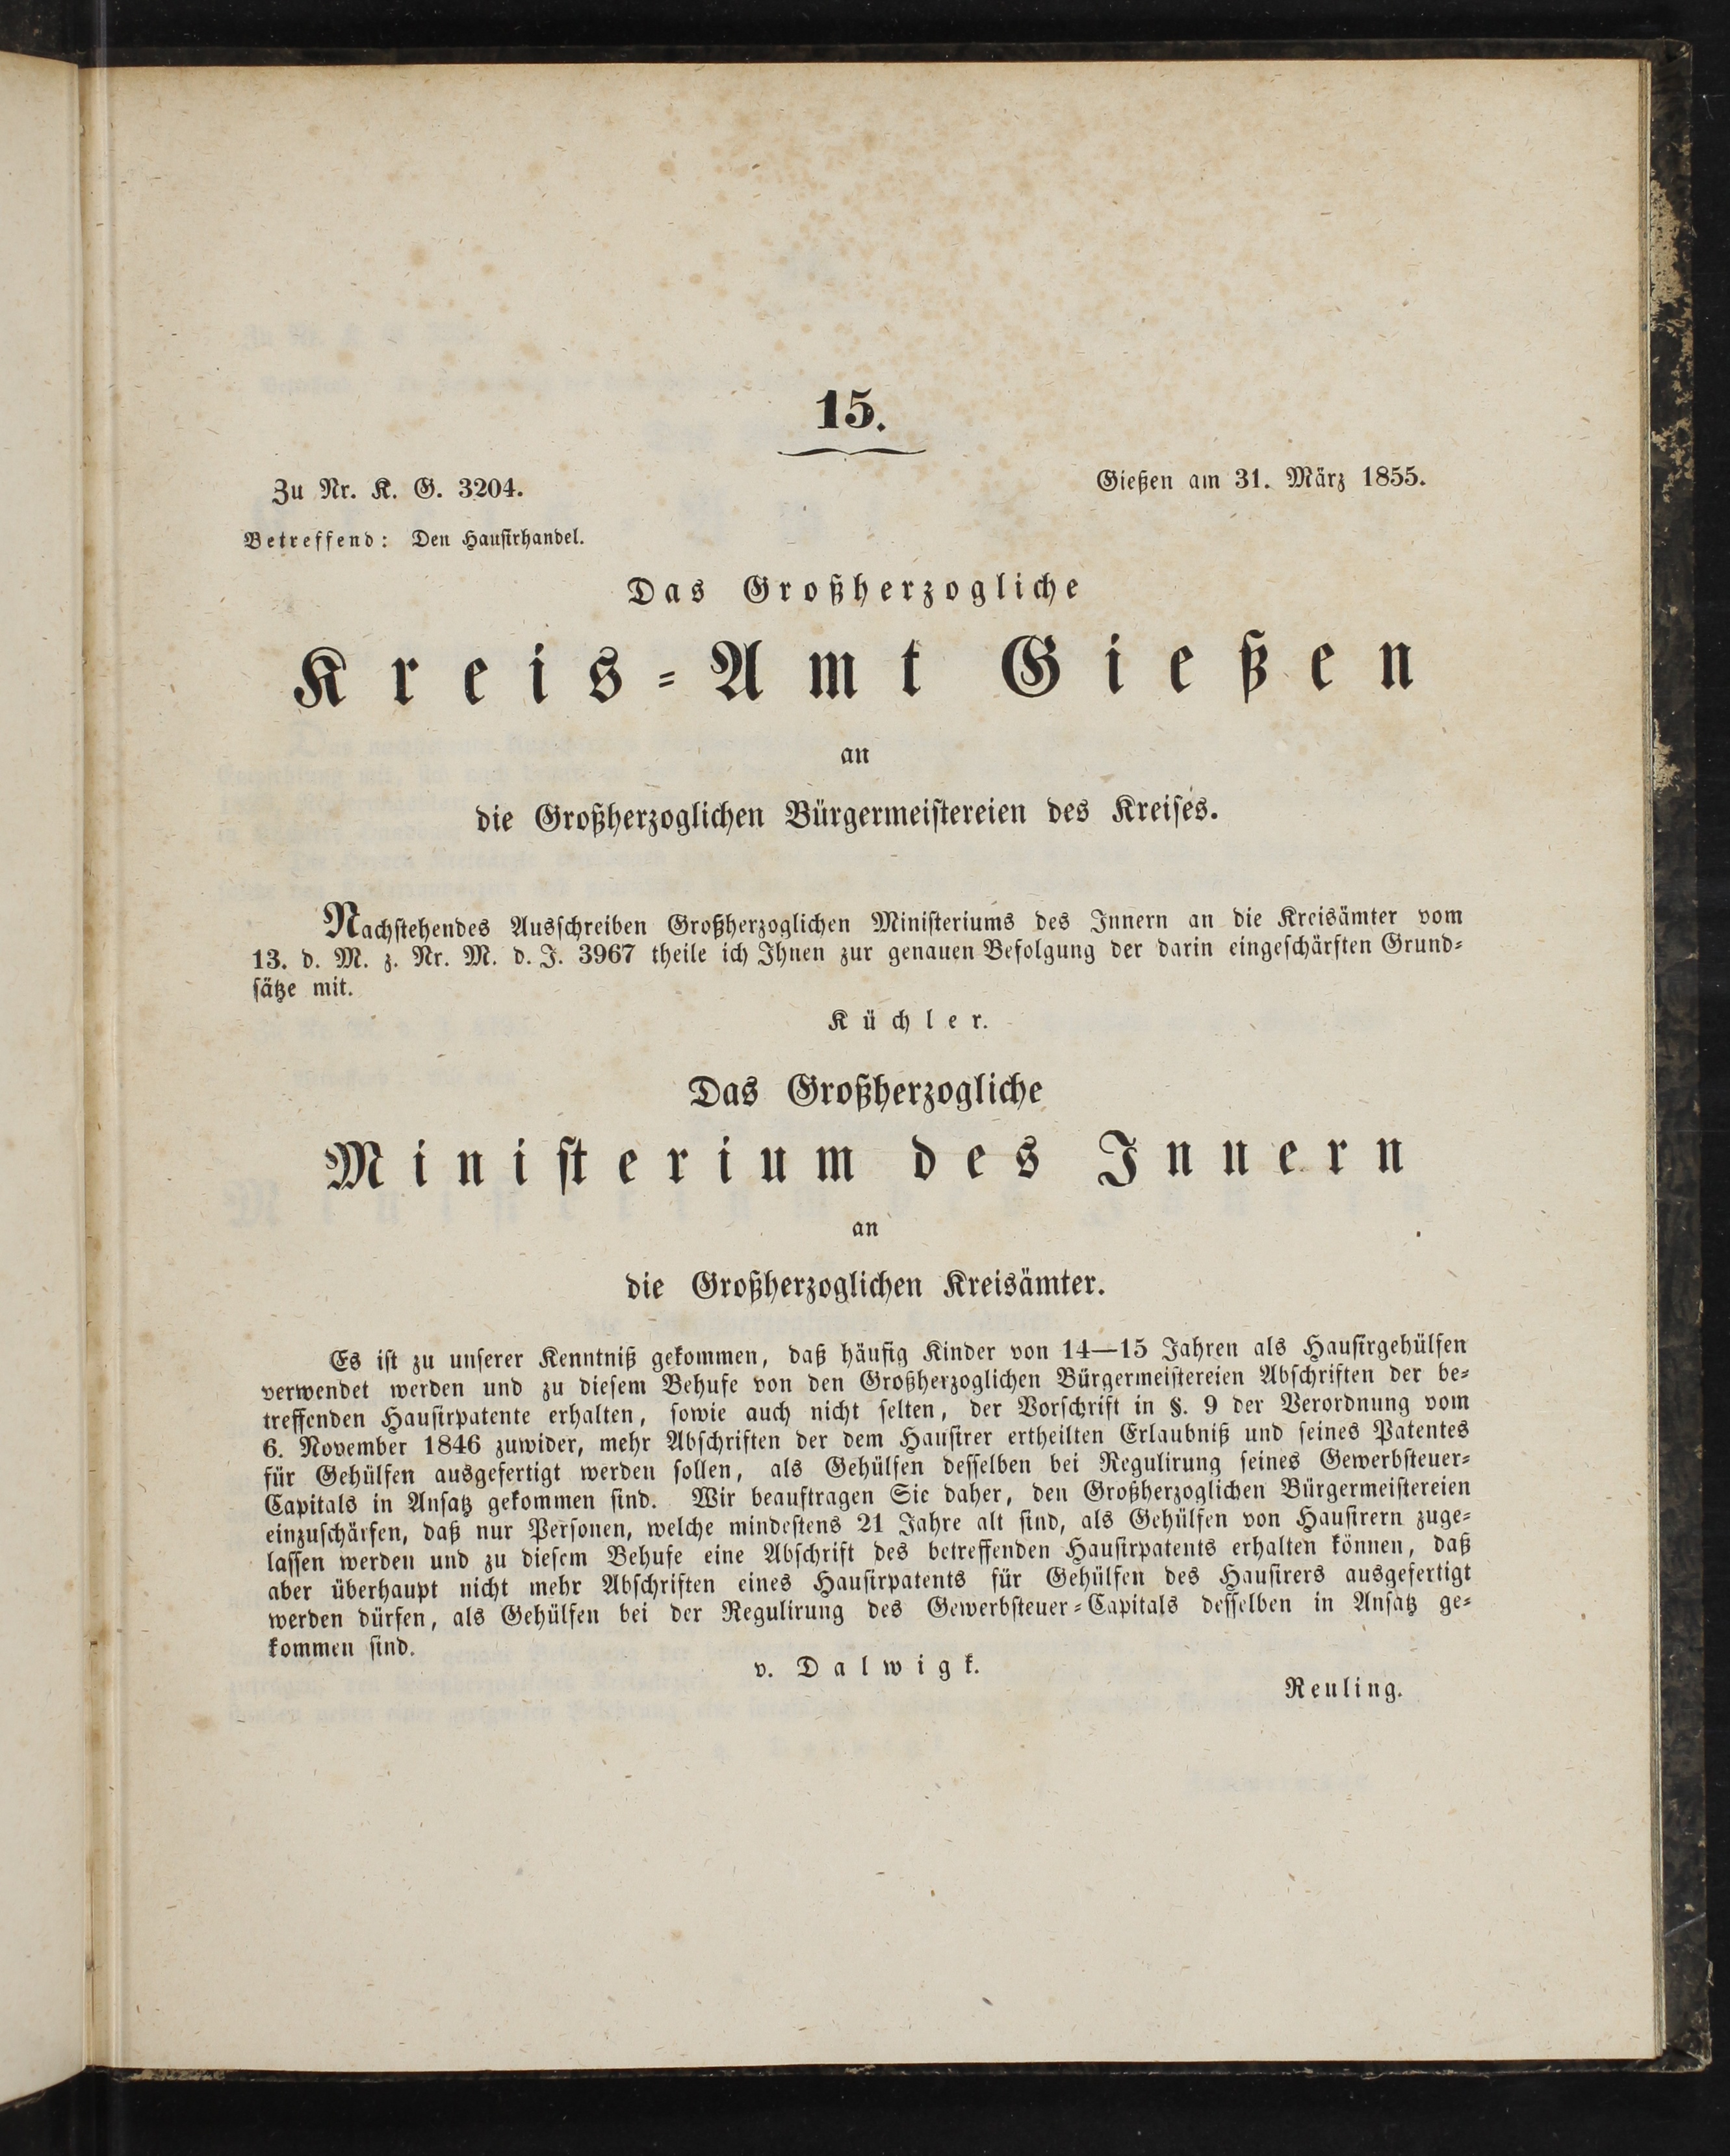 15.
Zu Nr. K. G. 3204.
Gießen am 31. März 1855.
Betreffend: Den Hausirhandel.
Das Großherzogliche
Kreis-Amt Gießen
an
die Großherzoglichen Bürgermeistereien des Kreises.
Nachstehendes Ausschreiben Großherzoglichen Ministeriums des Innern an die Kreisämter vom
13. d. M. z. Nr. M. d. J. 3967 theile ich Ihnen zur genauen Befolgung der darin eingeschärften Grund-
sätze mit.
Küchler.
Das Großherzogliche
Ministerium des Innern
an
die Großherzoglichen Kreisämter.
Es ist zu unserer Kenntniß gekommen, daß häufig Kinder von 14—15 Jahren als Hausirgehülfen
verwendet werden und zu diesem Behufe von den Großherzoglichen Bürgermeistereien Abschriften der be-
treffenden Hausirpatente erhalten, sowie auch nicht selten, der Vorschrift in §. 9 der Verordnung vom
6. November 1846 zuwider, mehr Abschriften der dem Hausirer ertheilten Erlaubniß und seines Patentes
für Gehülfen ausgefertigt werden sollen, als Gehülfen desselben bei Regulirung seines Gewerbsteuer-
Capitals in Ansatz gekommen sind. Wir beauftragen Sie daher, den Großherzoglichen Bürgermeistereien
einzuschärfen, daß nur Personen, welche mindestens 21 Jahre alt sind, als Gehülfen von Hausirern zuge-
lassen werden und zu diesem Behufe eine Abschrift des betreffenden Hausirpatents erhalten können, daß
aber überhaupt nicht mehr Abschriften eines Hausirpatents für Gehülfen des Hausirers ausgefertigt
werden dürfen, als Gehülfen bei der Regulirung des Gewerbsteuer-Capitals desselben in Ansatz ge-
kommen sind.
v. Dalwigk.
Reuling.